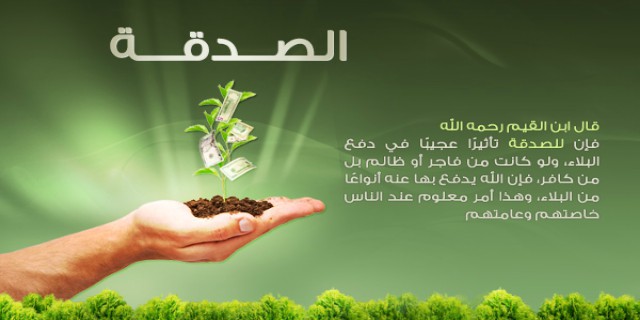 الصدقة
قال ابن القيم رحمه الله
فإن للصدقة تأثيرًا عجيبًا في دفع
البلاء، ولو كانت من فاجر أو ظالم بل
من كافر، فإن الله يدفع بها عنه أنواعًا
من البلاء، وهذا أمر معلوم عند الناس
خاصتهم وعامتهم